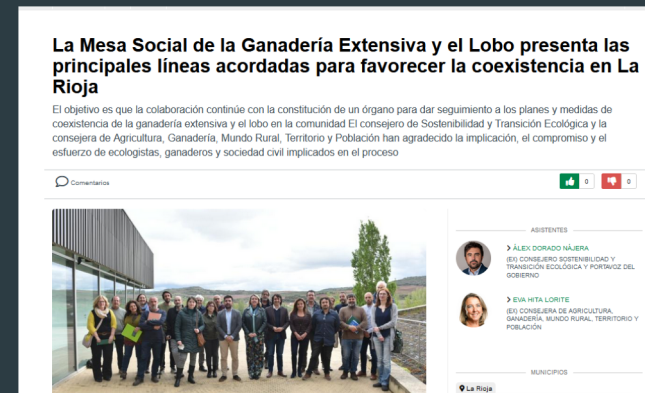 La Mesa Social de la Ganadería Extensiva y el Lobo presenta las
principales líneas acordadas para favorecer la coexistencia en La
Rioja
El objetivo es que la colaboración continúe con la constitución de un órgano para dar seguimiento a los planes y medidas de
coexistencia de la ganadería extensiva y el lobo en la comunidad El consejero de Sostenibilidad y Transición Ecológica y la
consejera de Agricultura, Ganadería, Mundo Rural, Territorio y Población han agradecido la implicación, el compromiso y el
esfuerzo de ecologistas, ganaderos y sociedad civil implicados en el proceso
Comentarios
0
0
ASISTENTES
ÁLEX DORADO NÁJERA
(EX) CONSEJERO SOSTENIBILIDAD Y
TRANSICIÓN ECOLÓGICA Y PORTAVOZ DEL
GOBIERNO
EVA HITA LORITE
(EX) CONSEJERA DE AGRICULTURA,
GANADERÍA, MUNDO RURAL, TERRITORIO Y
POBLACIÓN
MUNICIPIOS
La Rioja